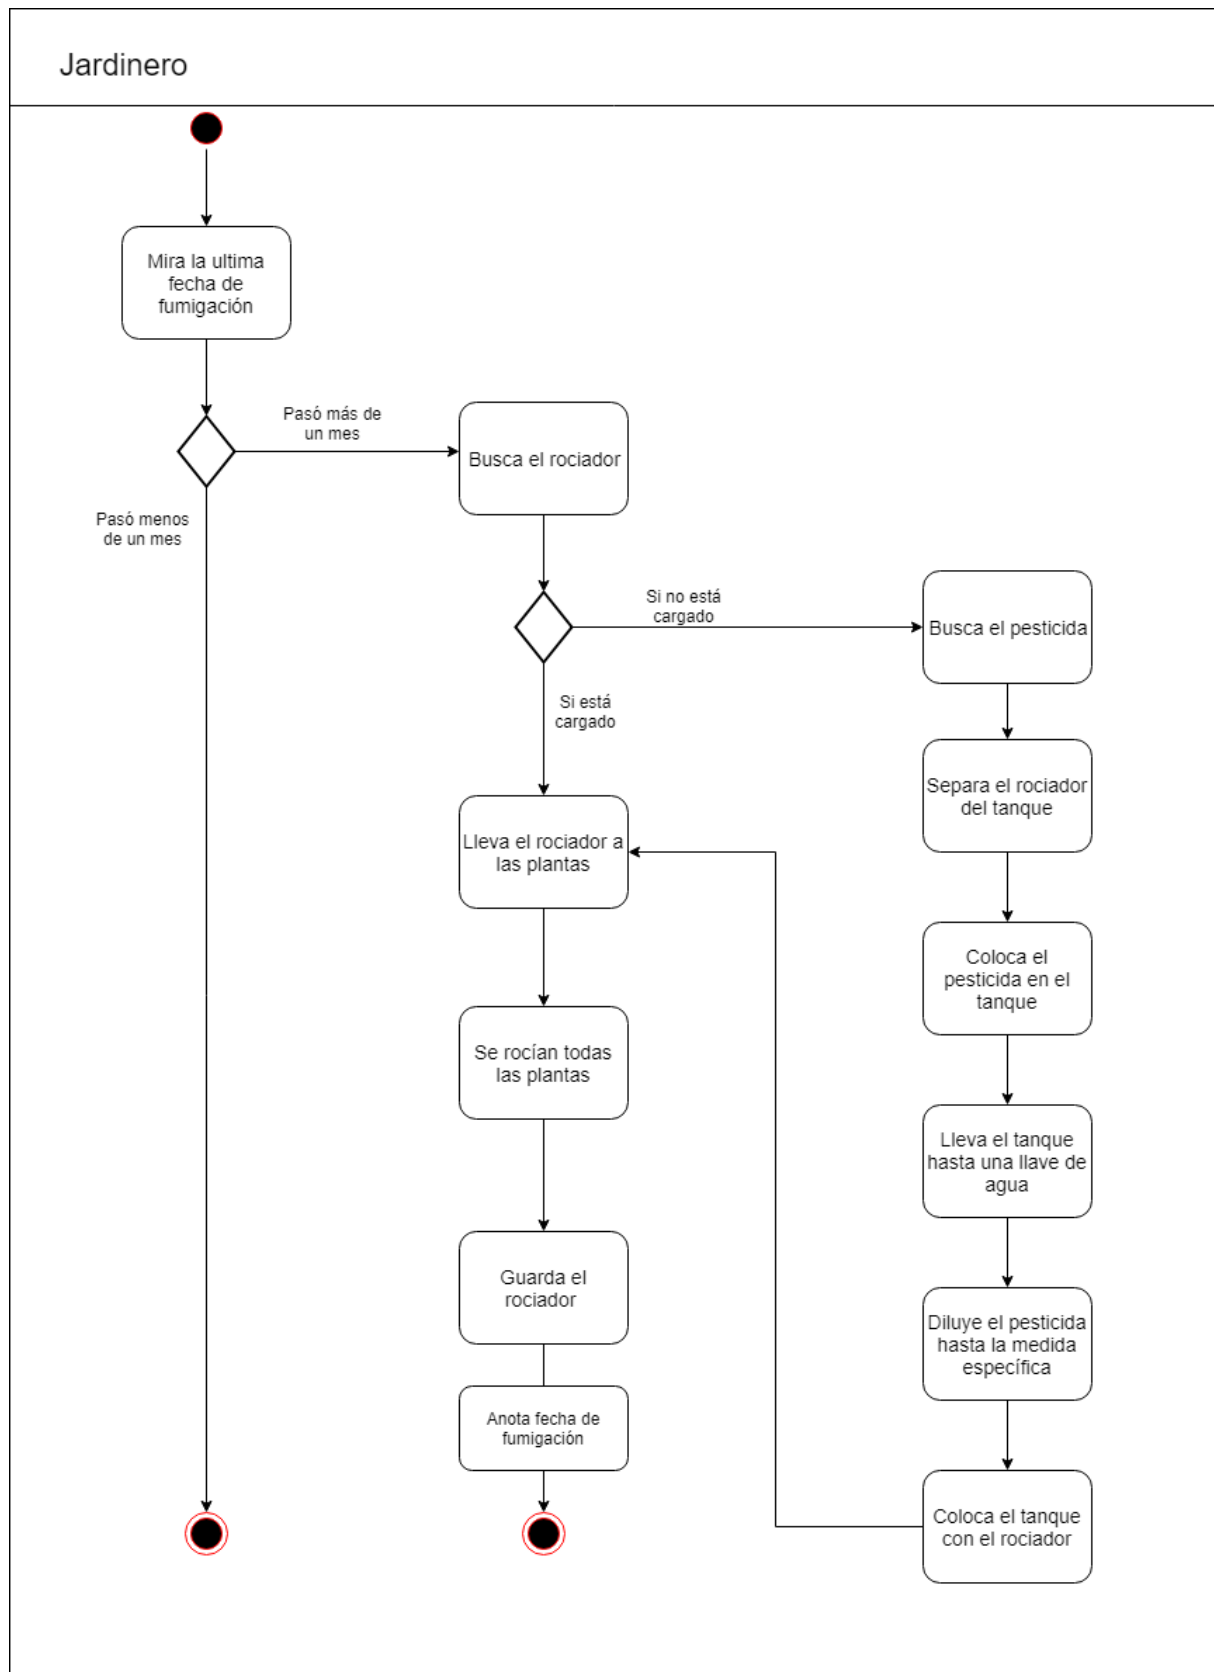 Jardinero
Mira la ultima
fecha de
fumigación
Pasó más de
un mes
Busca el rociador
Pasó menos
de un mes
Si no está
cargado
Busca el pesticida
Si está
cargado
Separa el rociador
del tanque
Lleva el rociador a
las plantas
Coloca el
pesticida en el
tanque
Se rocían todas
las plantas
Lleva el tanque
hasta una llave de
agua
Guarda el
rociador
Diluye el pesticida
hasta la medida
específica
Anota fecha de
fumigación
Coloca el tanque
con el rociador